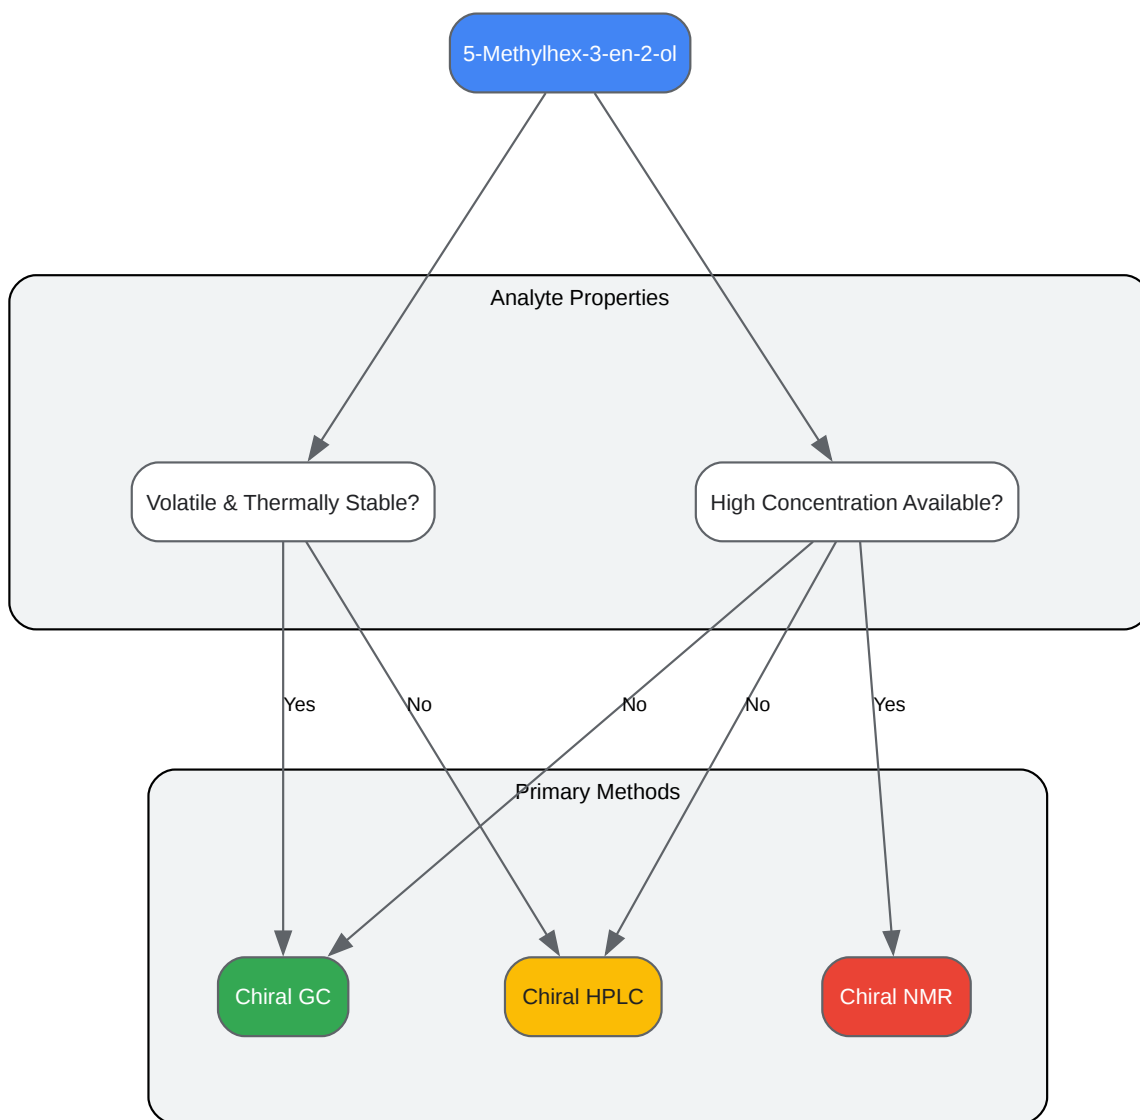 5-Methylhex-3-en-2-ol
Analyte Properties
Volatile & Thermally Stable?
High Concentration Available?
Yes
No
No
No
Yes
Primary Methods
Chiral GC
Chiral HPLC
Chiral NMR